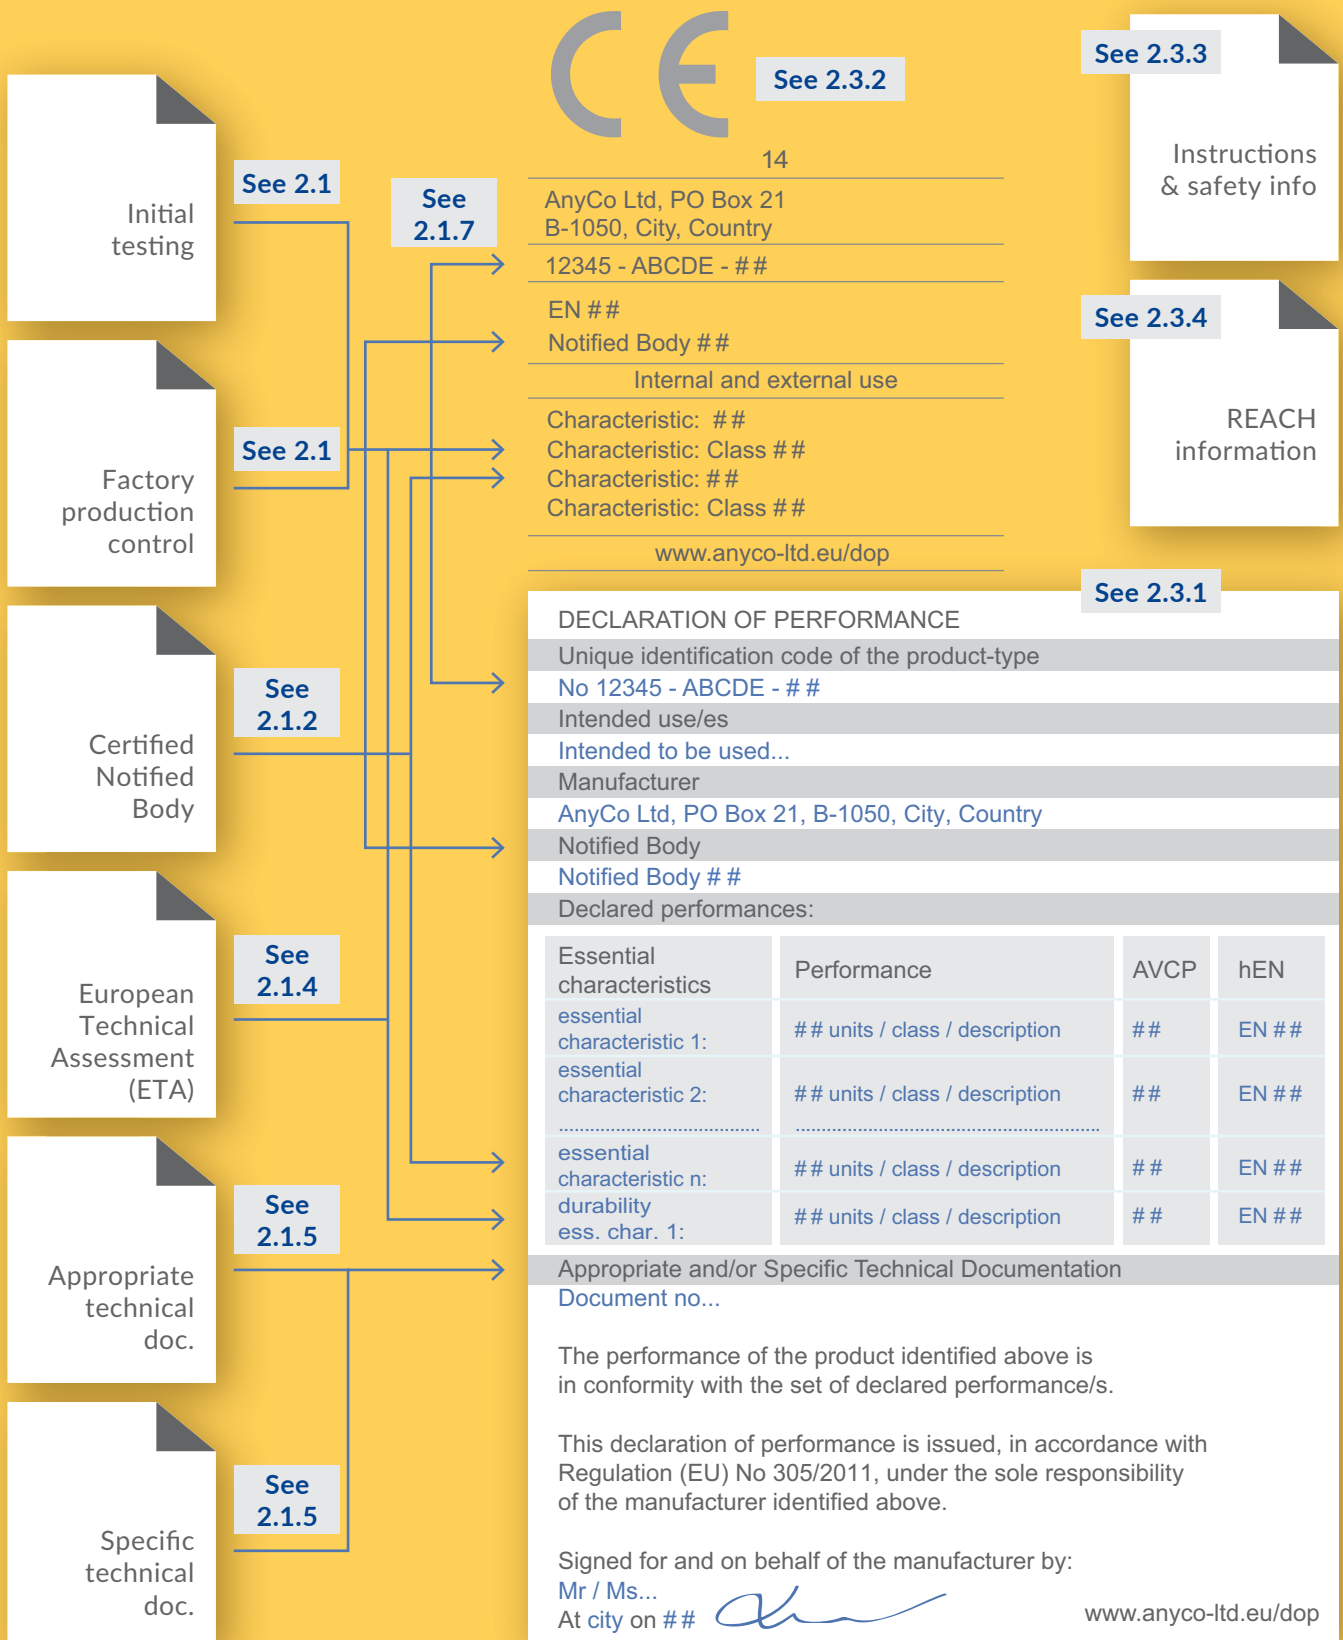 CE
See 2.3.2
14
AnyCo Ltd, PO Box 21
B-1050, City, Country
12345 - ABCDE - ##
EN ##
Notified Body ##
Internal and external use
Characteristic: ##
Characteristic: Class ##
Characteristic: ##
Characteristic: Class ##
www.anyco-ltd.eu/dop
See 2.3.3
Instructions
& safety info
See 2.3.4
REACH
information
Initial
testing
See 2.1
See
2.1.7
Factory
production
control
See 2.1
Certified
Notified
Body
See
2.1.2
European
Technical
Assessment
(ETA)
See
2.1.4
Appropriate
technical
doc.
See
2.1.5
Specific
technical
doc.
See
2.1.5
See 2.3.1
DECLARATION OF PERFORMANCE
Unique identification code of the product-type
No 12345 - ABCDE - ##
Intended use/es
Intended to be used...
Manufacturer
AnyCo Ltd, PO Box 21, B-1050, City, Country
Notified Body
Notified Body ##
Declared performances:
Essential
characteristics
Performance
AVCP
hEN
essential
characteristic 1:
## units / class / description
##
EN ##
essential
characteristic 2:
## units / class / description
##
EN ##
.......................................
...........................................................
essential
characteristic n:
## units / class / description
##
EN ##
durability
ess. char. 1:
## units / class / description
##
EN ##
Appropriate and/or Specific Technical Documentation
Document no...
The performance of the product identified above is
in conformity with the set of declared performance/s.
This declaration of performance is issued, in accordance with
Regulation (EU) No 305/2011, under the sole responsibility
of the manufacturer identified above.
Signed for and on behalf of the manufacturer by:
Mr / Ms...
At city on ##
www.anyco-ltd.eu/dop